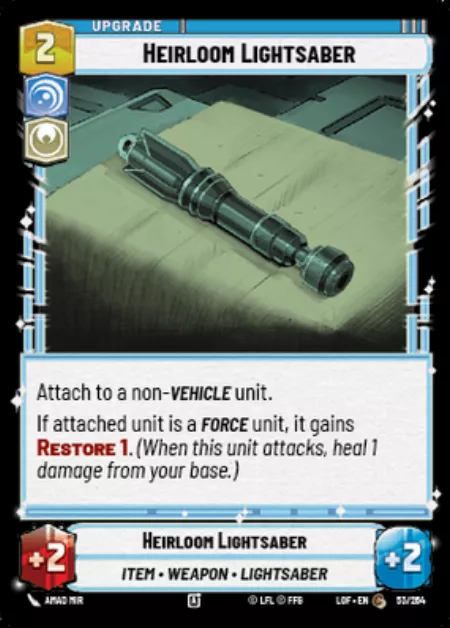 UPGRADE
2
HEIRLOOM LIGHTSABER
Attach to a non-VEHICLE unit.
If attached unit is a FORCE unit, it gains
RESTORE 1. (When this unit attacks, heal 1
damage from your base.)
+2
HEIRLOOM LIGHTSABER
+2
ITEM • WEAPON • LIGHTSABER
AMAD MIR
© LFL © FFG
LOF • EN
53/264